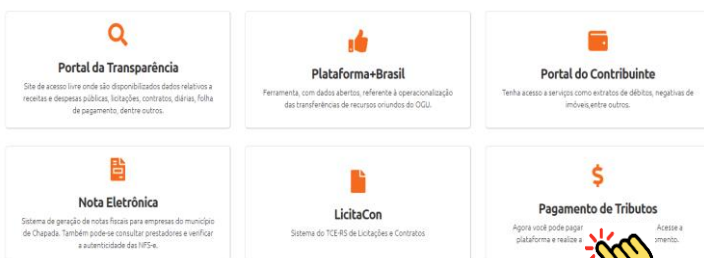 Portal da Transparência
Site de acesso livre onde são disponibilizados dados relativos a
receitas e despesas públicas, licitações, contratos, diárias, folha
de pagamento, dentre outros.
Plataforma+Brasil
Ferramenta, com dados abertos, referente à operacionalização
das transferências de recursos oriundos do OGU.
Portal do Contribuinte
Tenha acesso a serviços como extratos de débitos, negativas de
imóveis,entre outros.
Nota Eletrônica
Sistema de geração de notas fiscais para empresas do município
de Chapada. Também pode-se consultar prestadores e verificar
a autenticidade das NFS-e.
LicitaCon
Sistema do TCE-RS de Licitações e Contratos
Pagamento de Tributos
Agora você pode pagar Acesse a
plataforma e realize a